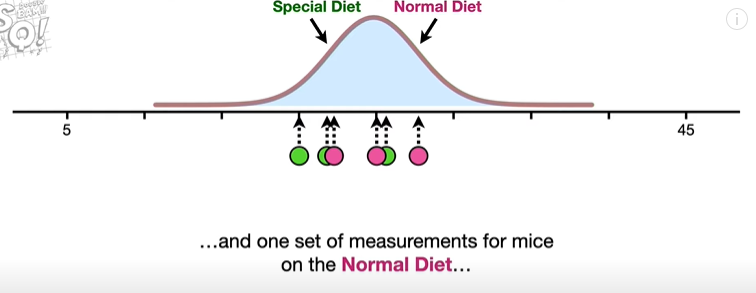 Special Diet
Normal Diet
5
45
...and one set of measurements for mice
on the Normal Diet...